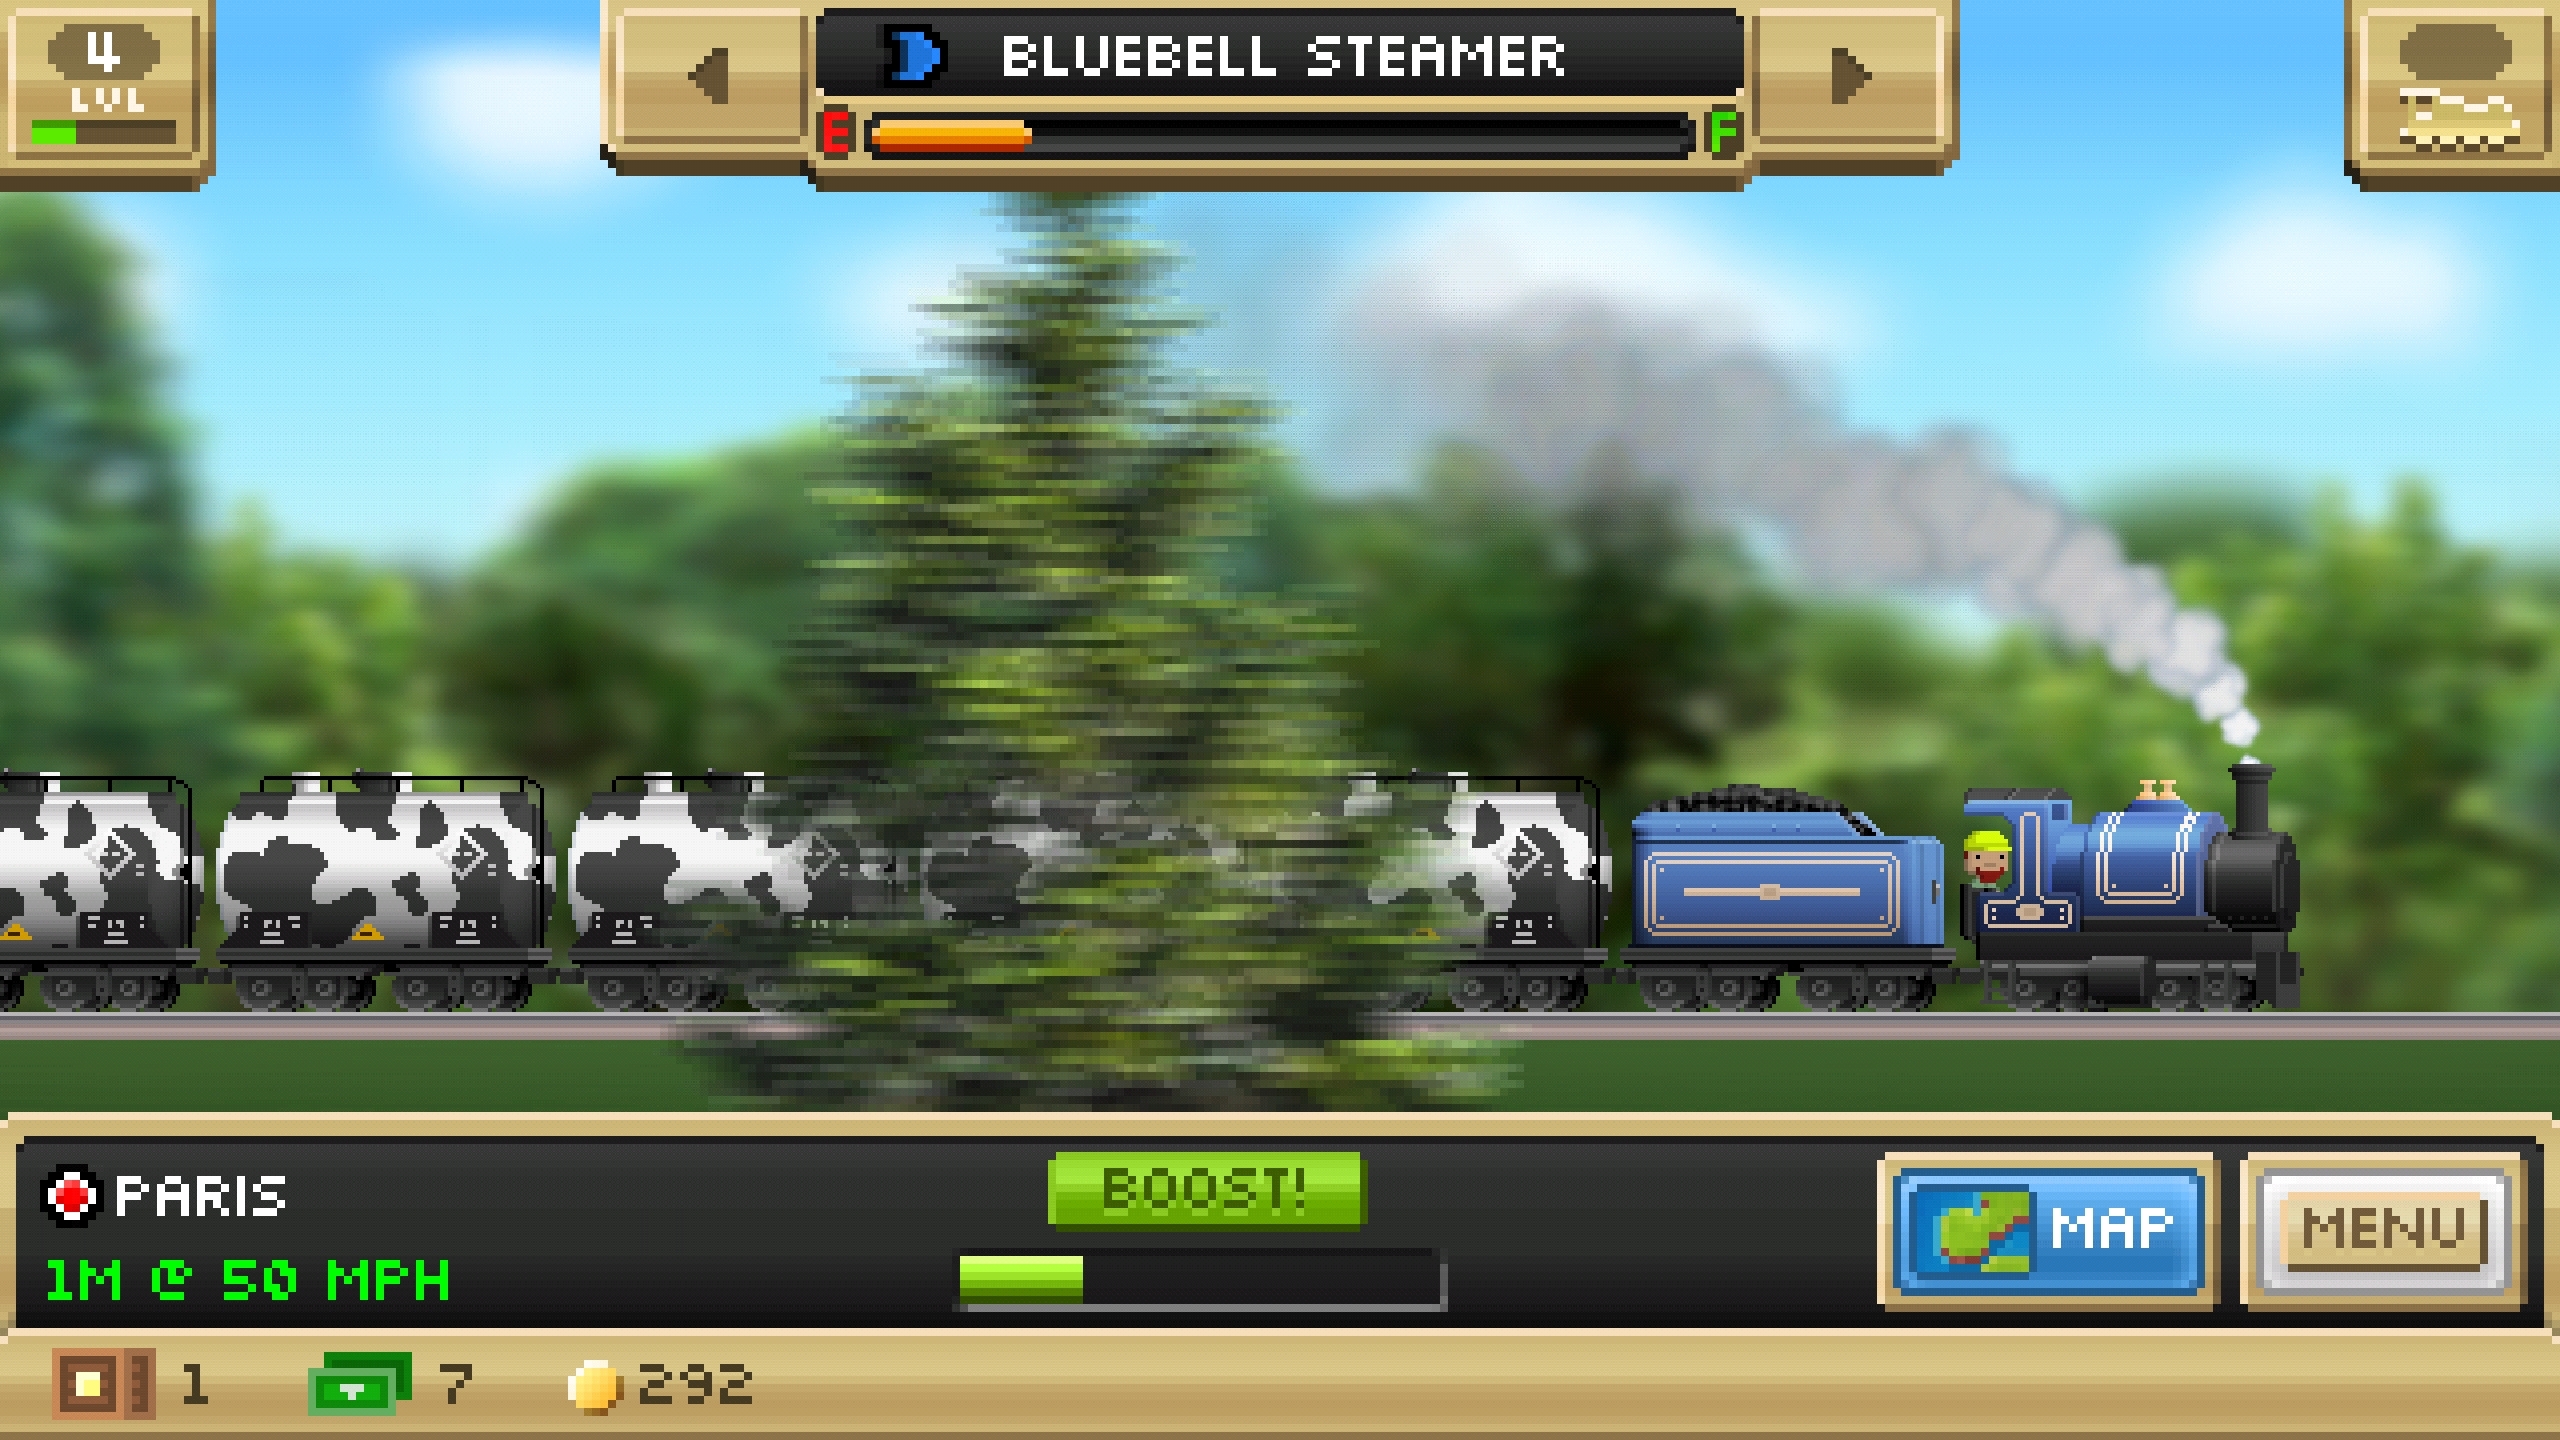 4
LVL
BLUEBELL STEAMER
E
F
PARIS
1M @ 50 MPH
BOOST!
MAP
MENU
1
7
292